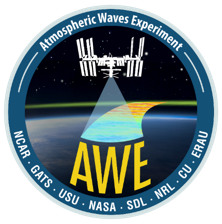 Atmospheric Waves Experiment
AWE
NCAR · GATS · USU · NASA · SDL · NRL · CU · ERAU